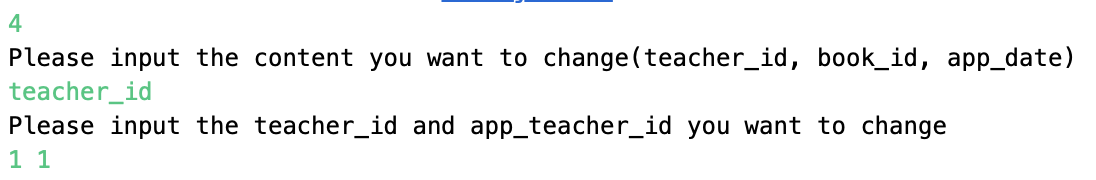 4
Please input the content you want to change(teacher_id, book_id, app_date)
teacher_id
Please input the teacher_id and app_teacher_id you want to change
1 1